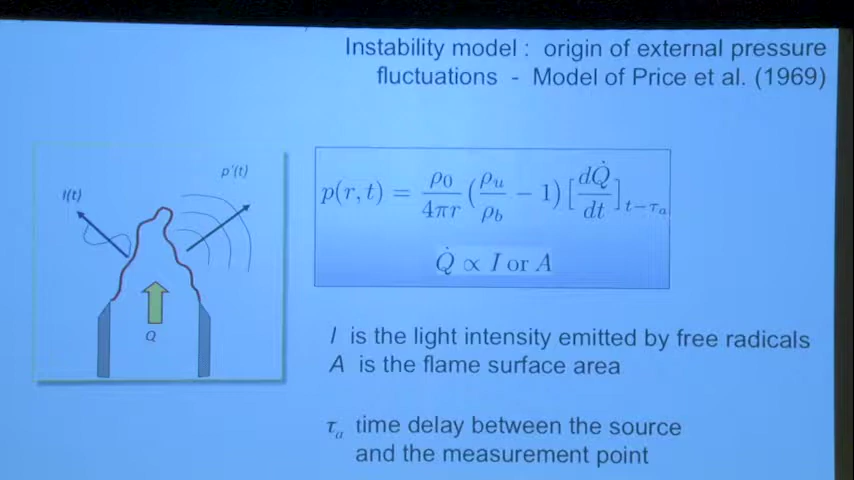 Instability model : origin of external pressure
fluctuations - Model of Price et al. (1969)
p'(t)
I(t)
Q
p(r, t) = ρ₀/4πr (ρᵤ/ρ_b − 1)[dQ̇/dt]_{t−τₐ}
Q̇ ∝ I or A
I is the light intensity emitted by free radicals
A is the flame surface area
τₐ time delay between the source
and the measurement point